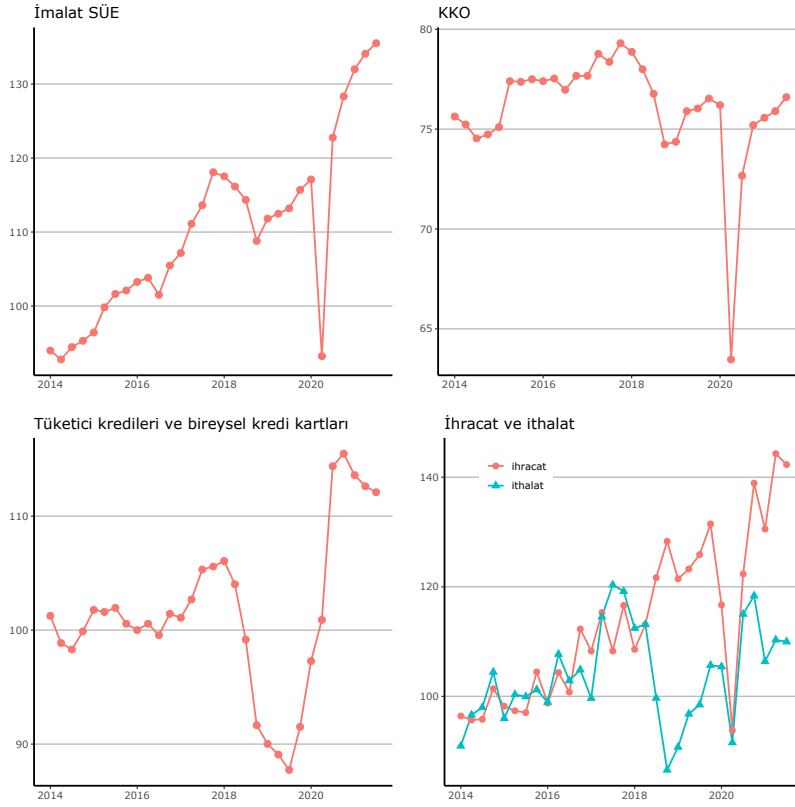 İmalat SÜE
130
120
110
100
2014 2016 2018 2020
KKO
80
75
70
65
2014 2016 2018 2020
Tüketici kredileri ve bireysel kredi kartları
110
100
90
2014 2016 2018 2020
İhracat ve ithalat
140
120
100
ihracat
ithalat
2014 2016 2018 2020